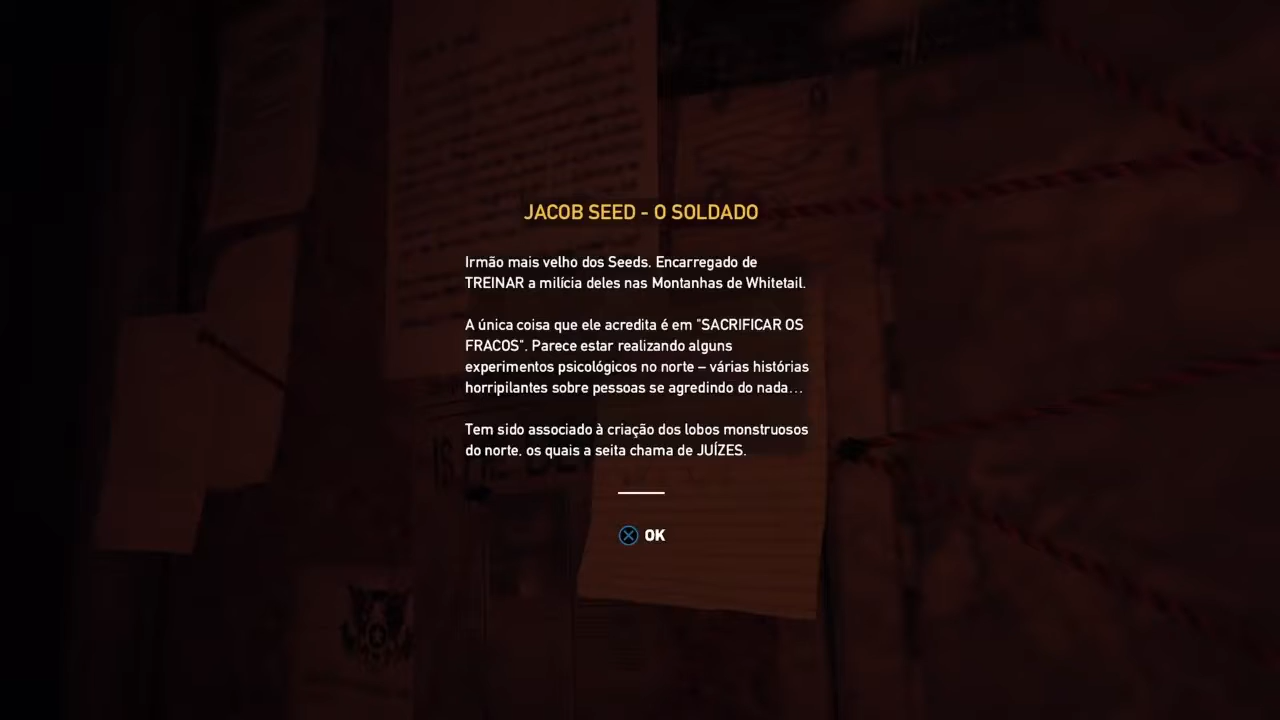 JACOB SEED - O SOLDADO
Irmão mais velho dos Seeds. Encarregado de
TREINAR a milícia deles nas Montanhas de Whitetail.
A única coisa que ele acredita é em "SACRIFICAR OS
FRACOS". Parece estar realizando alguns
experimentos psicológicos no norte – várias histórias
horripilantes sobre pessoas se agredindo do nada...
Tem sido associado à criação dos lobos monstruosos
do norte, os quais a seita chama de JUÍZES.
OK